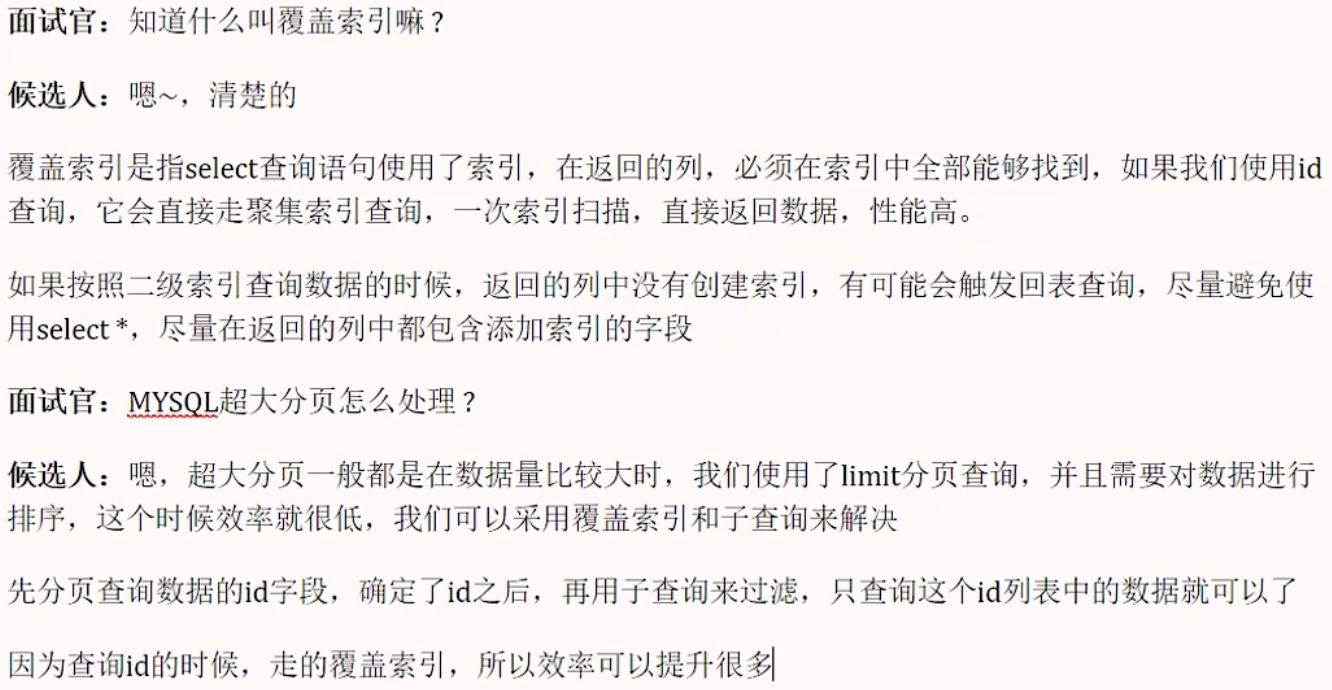 面试官：知道什么叫覆盖索引嘛？
候选人：嗯~，清楚的
覆盖索引是指select查询语句使用了索引，在返回的列，必须在索引中全部能够找到，如果我们使用id
查询，它会直接走聚集索引查询，一次索引扫描，直接返回数据，性能高。
如果按照二级索引查询数据的时候，返回的列中没有创建索引，有可能会触发回表查询，尽量避免使
用select *，尽量在返回的列中都包含添加索引的字段
面试官：MYSQL超大分页怎么处理？
候选人：嗯，超大分页一般都是在数据量比较大时，我们使用了limit分页查询，并且需要对数据进行
排序，这个时候效率就很低，我们可以采用覆盖索引和子查询来解决
先分页查询数据的id字段，确定了id之后，再用子查询来过滤，只查询这个id列表中的数据就可以了
因为查询id的时候，走的覆盖索引，所以效率可以提升很多